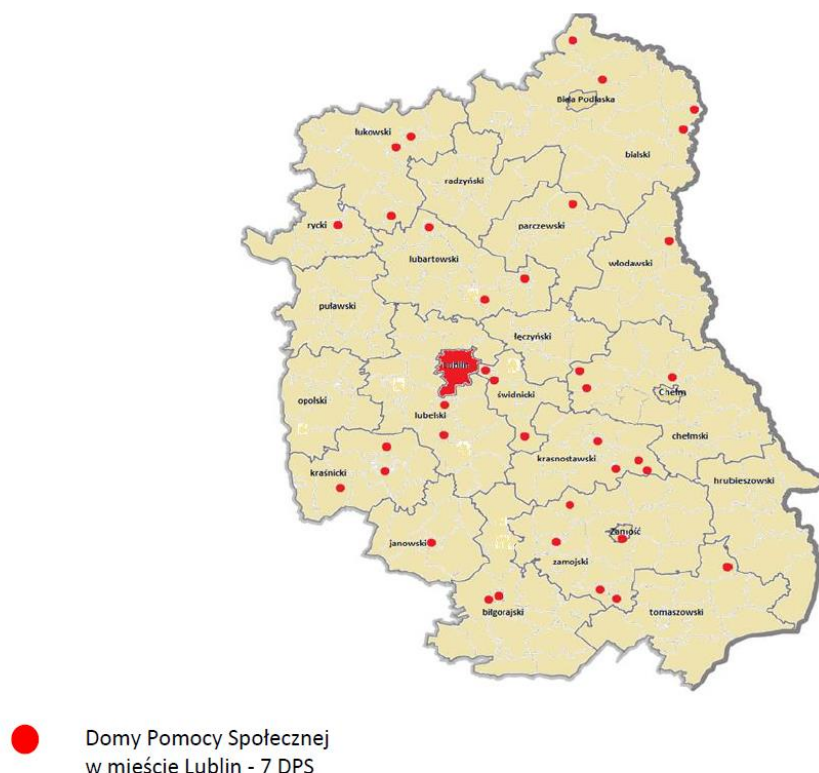 Biała Podlaska
łukowski
bialski
radzyński
rycki
parczewski
lubartowski
włodawski
puławski
łęczyński
Lublin
Chełm
opolski
świdnicki
lubelski
chełmski
krasnostawski
kraśnicki
hrubieszowski
Zamość
janowski
zamojski
biłgorajski
tomaszowski
Domy Pomocy Społecznej
w mieście Lublin - 7 DPS